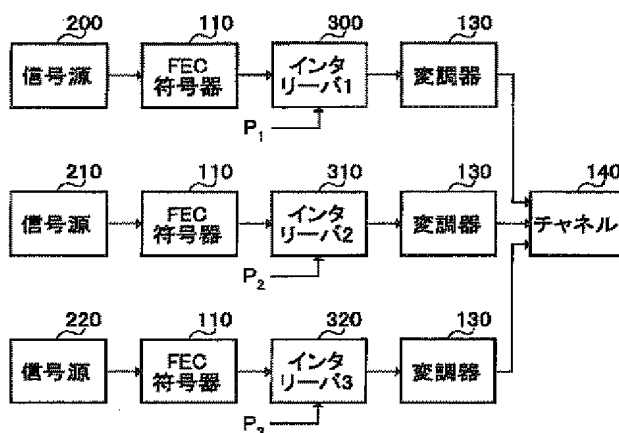 200
110
300
130
信号源
FEC
符号器
インタ
リーバ1
変調器
P1
210
110
310
130
140
信号源
FEC
符号器
インタ
リーバ2
変調器
チャネル
P2
220
110
320
130
信号源
FEC
符号器
インタ
リーバ3
変調器
P3